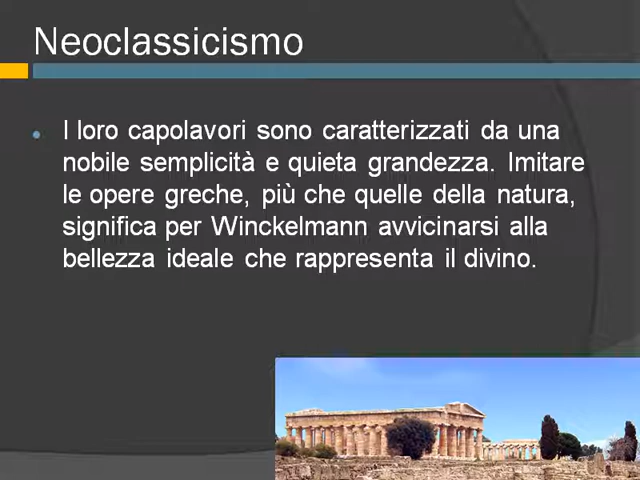 Neoclassicismo
I loro capolavori sono caratterizzati da una
nobile semplicità e quieta grandezza. Imitare
le opere greche, più che quelle della natura,
significa per Winckelmann avvicinarsi alla
bellezza ideale che rappresenta il divino.